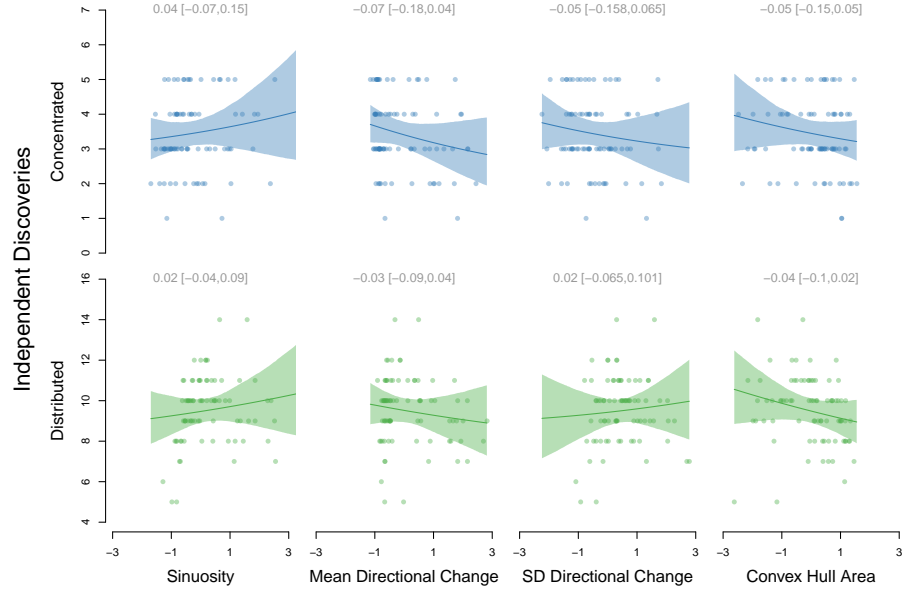 0.04 [−0.07,0.15] −0.07 [−0.18,0.04] −0.05 [−0.158,0.065] −0.05 [−0.15,0.05]
Independent Discoveries
Concentrated
7
6
5
4
3
2
1
0
0.02 [−0.04,0.09] −0.03 [−0.09,0.04] 0.02 [−0.065,0.101] −0.04 [−0.1,0.02]
Distributed
16
14
12
10
8
6
4
−3 −1 1 3 −3 −1 1 3 −3 −1 1 3 −3 −1 1 3
Sinuosity Mean Directional Change SD Directional Change Convex Hull Area